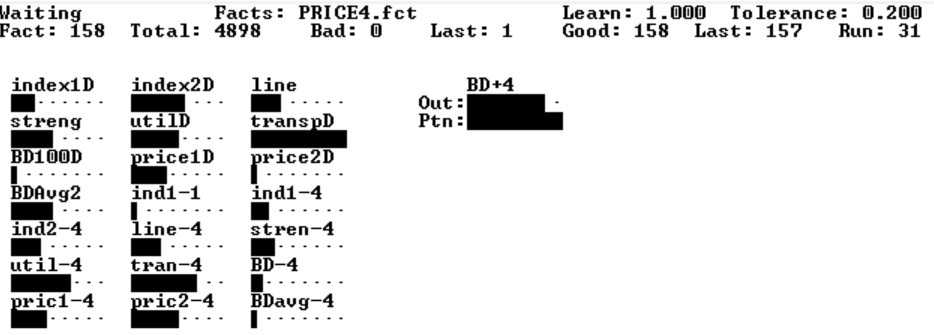 Waiting Facts: PRICE4.fct Learn: 1.000 Tolerance: 0.200
Fact: 158 Total: 4898 Bad: 0 Last: 1 Good: 158 Last: 157 Run: 31
index1D index2D line BD+4
Out:
streng utilD transpD Ptn:
BD100D price1D price2D
BDAvg2 ind1-1 ind1-4
ind2-4 line-4 stren-4
util-4 tran-4 BD-4
pric1-4 pric2-4 BDavg-4